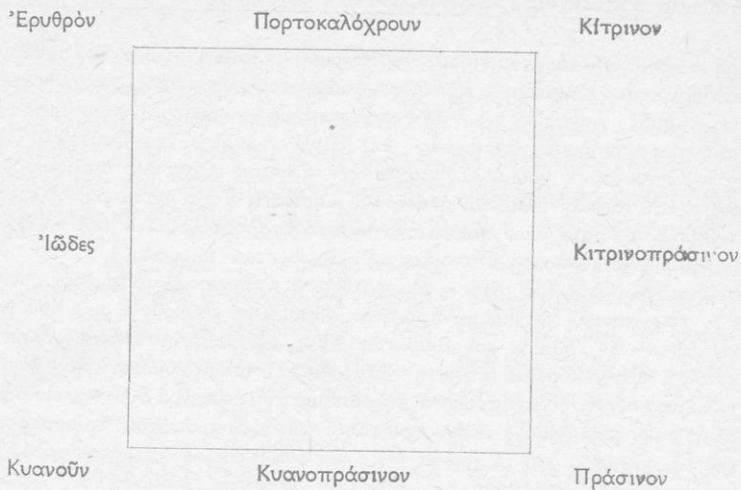 Ἐρυθρὸν Πορτοκαλόχρουν Κίτρινον
Ἰῶδες Κιτρινοπράσινον
Κυανοῦν Κυανοπράσινον Πράσινον